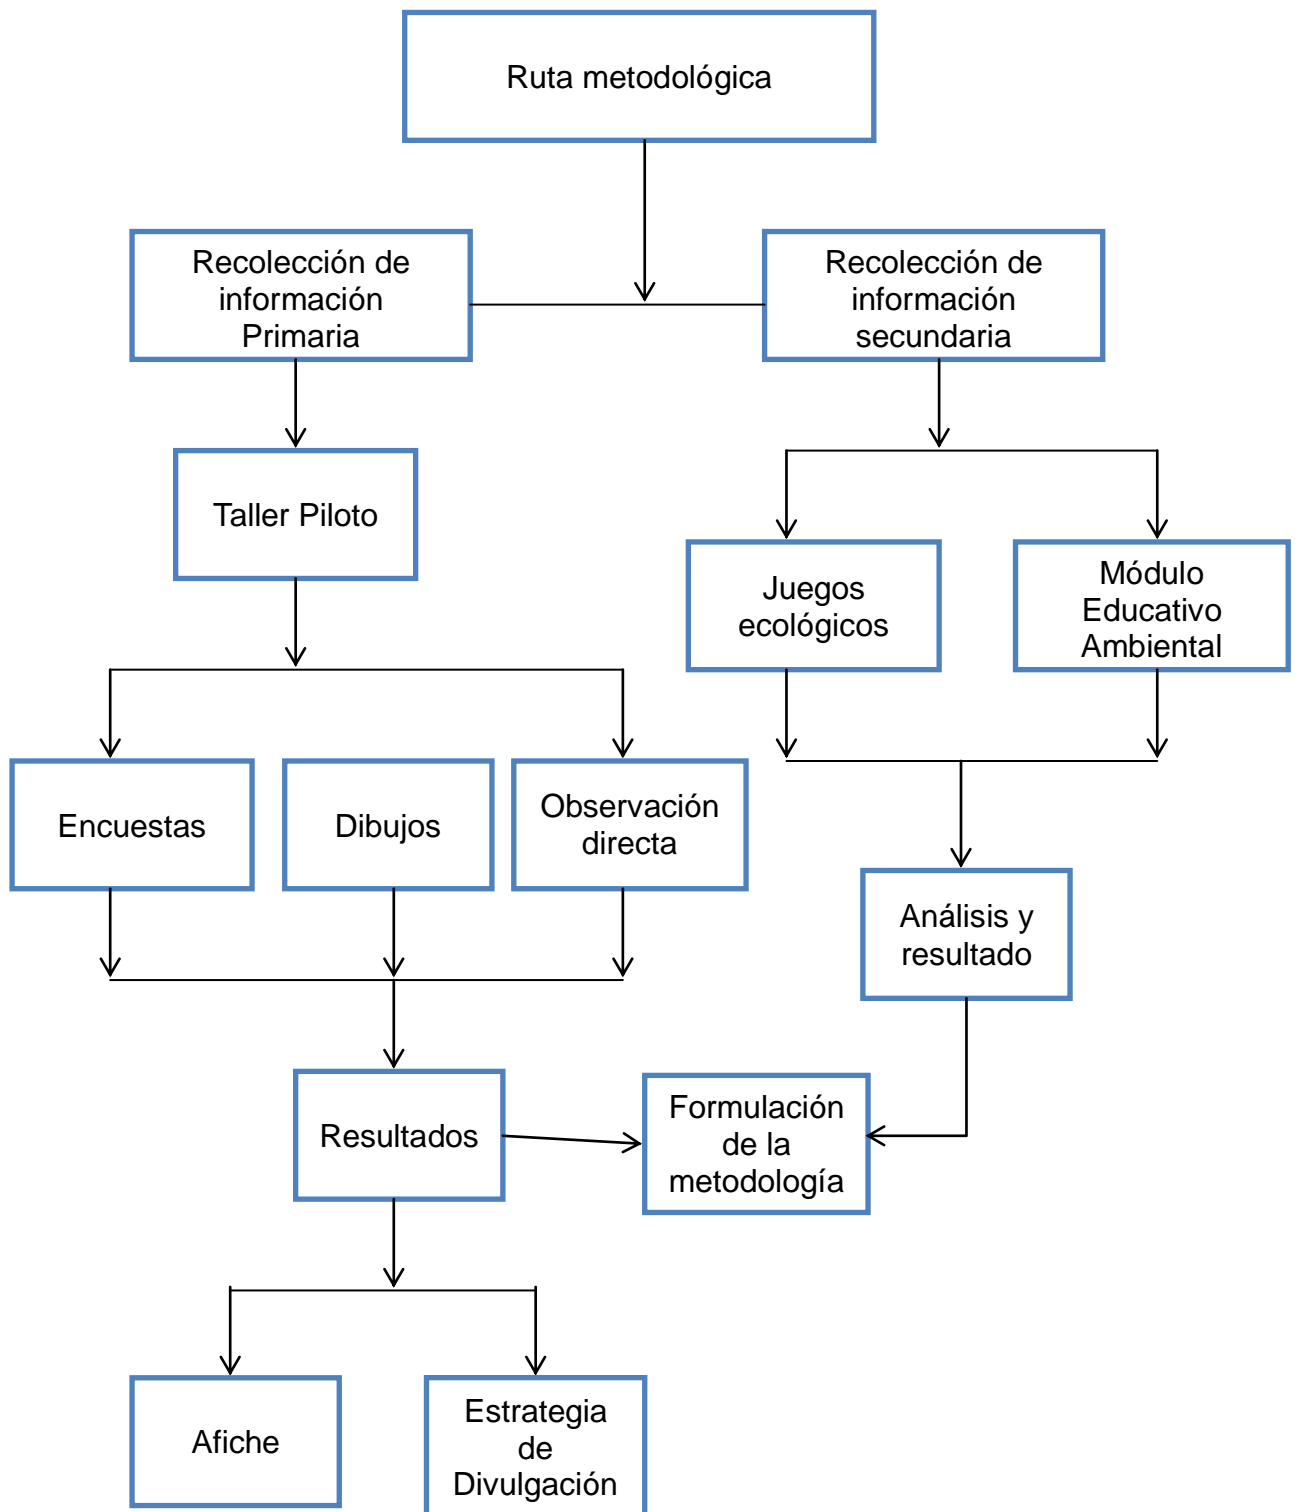 Ruta metodológica
Recolección de
información
Primaria
Recolección de
información
secundaria
Taller Piloto
Juegos
ecológicos
Módulo
Educativo
Ambiental
Encuestas
Dibujos
Observación
directa
Análisis y
resultado
Resultados
Formulación
de la
metodología
Afiche
Estrategia
de
Divulgación